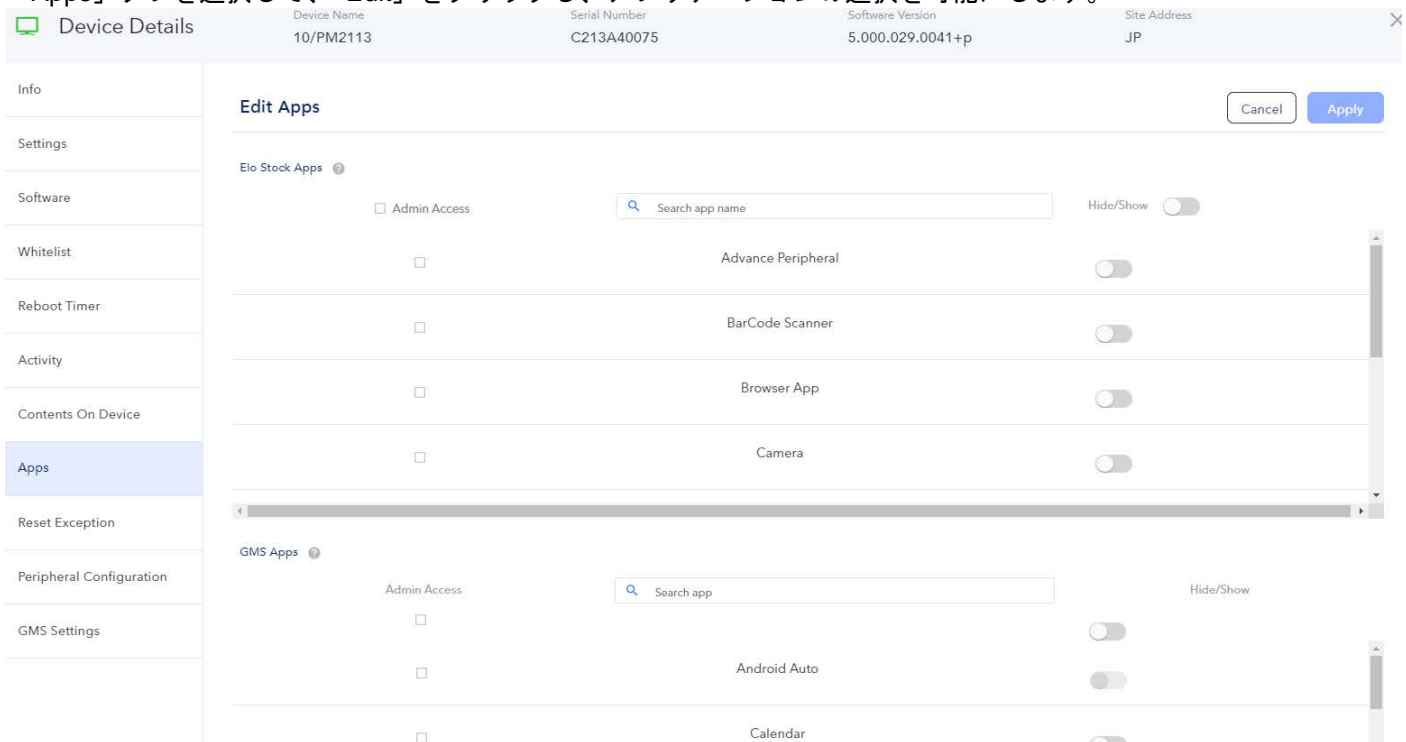 Device Details
Device Name
Serial Number
Software Version
Site Address
10/PM2113
C213A40075
5.000.029.0041+p
JP
Info
Settings
Software
Whitelist
Reboot Timer
Activity
Contents On Device
Apps
Reset Exception
Peripheral Configuration
GMS Settings
Edit Apps
Cancel
Apply
Elo Stock Apps
Admin Access
Search app name
Hide/Show
Advance Peripheral
BarCode Scanner
Browser App
Camera
GMS Apps
Admin Access
Search app
Hide/Show
Android Auto
Calendar